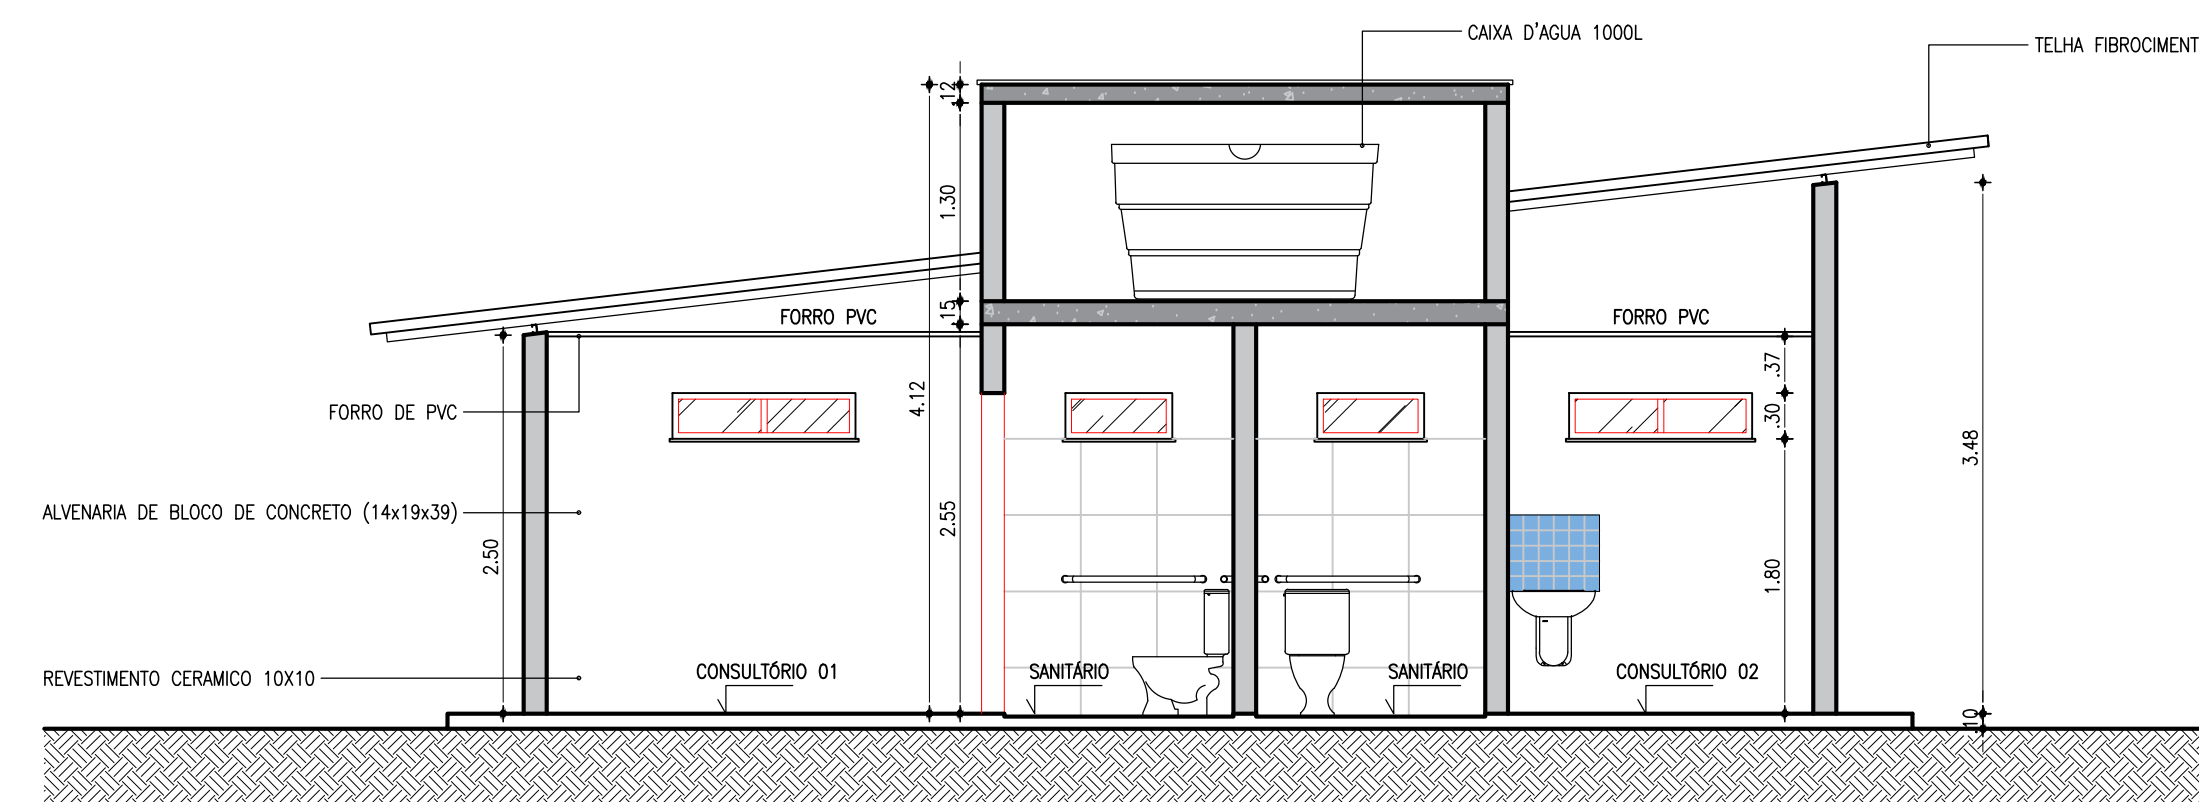 CAIXA D'AGUA 1000L
TELHA FIBROCIMENT
12
1.30
15
FORRO PVC
FORRO PVC
.37
4.12
FORRO DE PVC
.30
3.48
ALVENARIA DE BLOCO DE CONCRETO (14x19x39)
2.50
2.55
1.80
REVESTIMENTO CERAMICO 10X10
CONSULTÓRIO 01
SANITÁRIO
SANITÁRIO
CONSULTÓRIO 02
.10